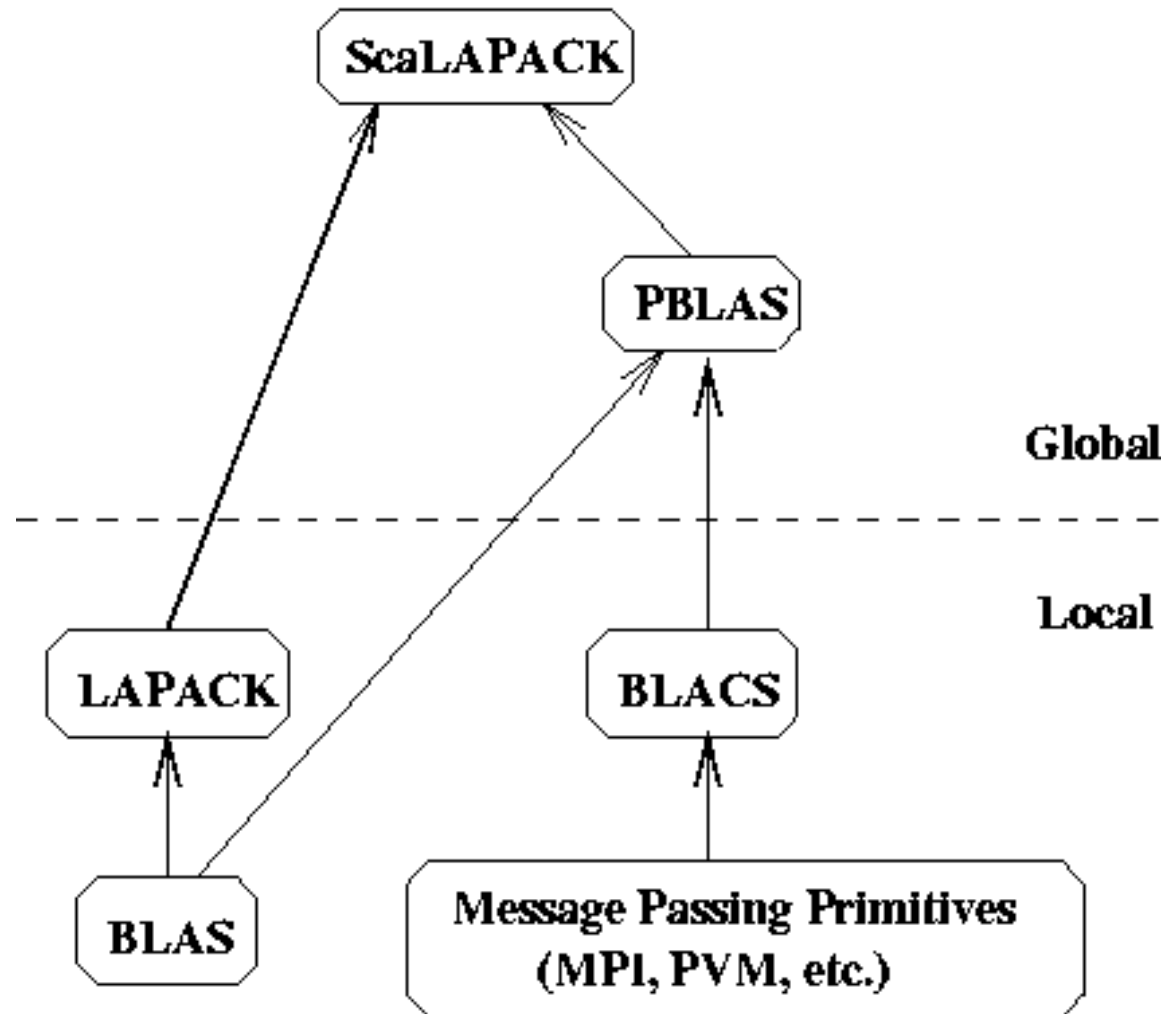 ScaLAPACK
PBLAS
Global
Local
LAPACK
BLACS
BLAS
Message Passing Primitives
(MPI, PVM, etc.)